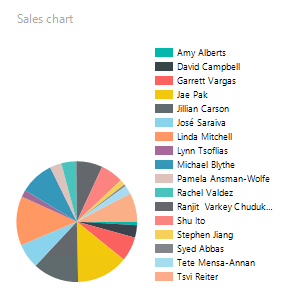 Sales chart
Amy Alberts
David Campbell
Garrett Vargas
Jae Pak
Jillian Carson
José Saraiva
Linda Mitchell
Lynn Tsoflias
Michael Blythe
Pamela Ansman-Wolfe
Rachel Valdez
Ranjit Varkey Chuduk...
Shu Ito
Stephen Jiang
Syed Abbas
Tete Mensa-Annan
Tsvi Reiter